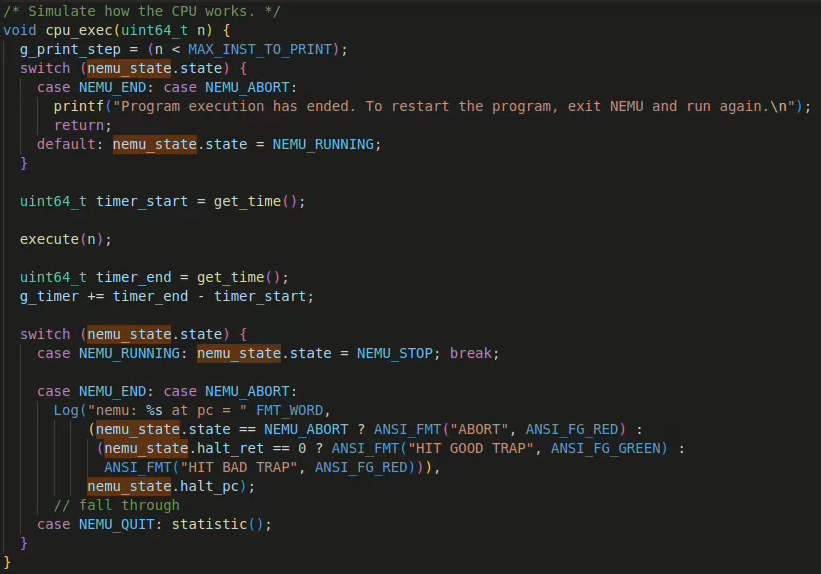 /* Simulate how the CPU works. */
void cpu_exec(uint64_t n) {
  g_print_step = (n < MAX_INST_TO_PRINT);
  switch (nemu_state.state) {
    case NEMU_END: case NEMU_ABORT:
      printf("Program execution has ended. To restart the program, exit NEMU and run again.\n");
      return;
    default: nemu_state.state = NEMU_RUNNING;
  }

  uint64_t timer_start = get_time();

  execute(n);

  uint64_t timer_end = get_time();
  g_timer += timer_end - timer_start;

  switch (nemu_state.state) {
    case NEMU_RUNNING: nemu_state.state = NEMU_STOP; break;

    case NEMU_END: case NEMU_ABORT:
      Log("nemu: %s at pc = " FMT_WORD,
          (nemu_state.state == NEMU_ABORT ? ANSI_FMT("ABORT", ANSI_FG_RED) :
           (nemu_state.halt_ret == 0 ? ANSI_FMT("HIT GOOD TRAP", ANSI_FG_GREEN) :
            ANSI_FMT("HIT BAD TRAP", ANSI_FG_RED))),
          nemu_state.halt_pc);
      // fall through
    case NEMU_QUIT: statistic();
  }
}